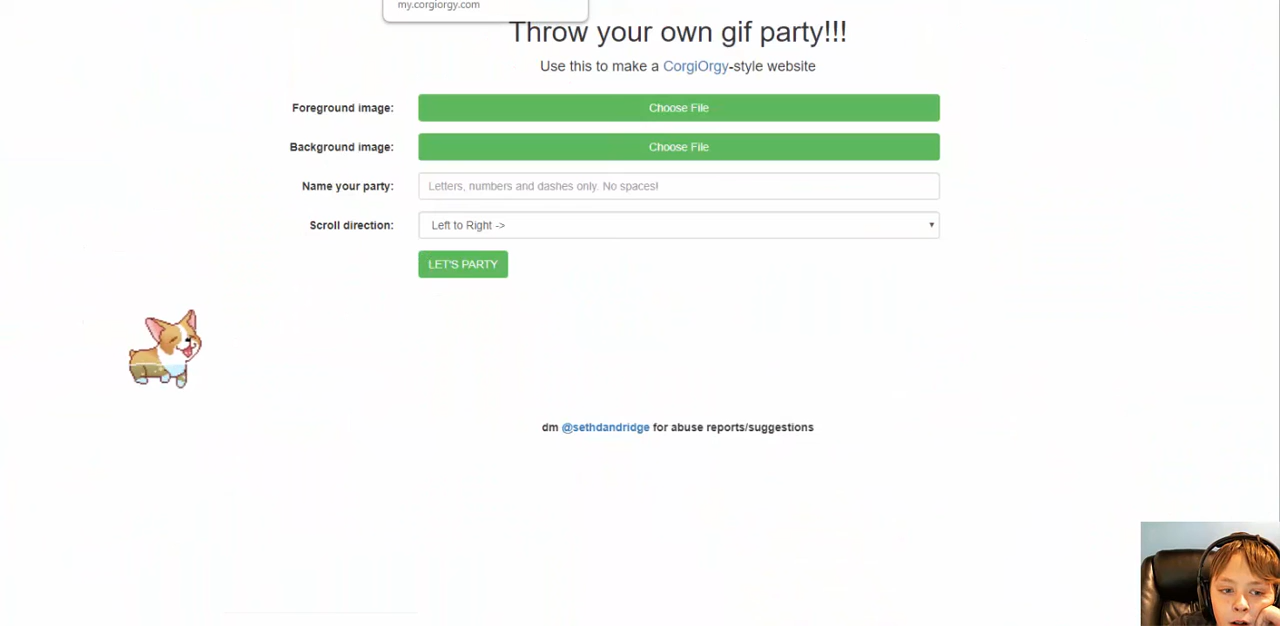 my.corgiorgy.com
Throw your own gif party!!!
Use this to make a CorgiOrgy-style website
Foreground image: Choose File
Background image: Choose File
Name your party: Letters, numbers and dashes only. No spaces!
Scroll direction: Left to Right ->
LET'S PARTY
dm @sethdandridge for abuse reports/suggestions